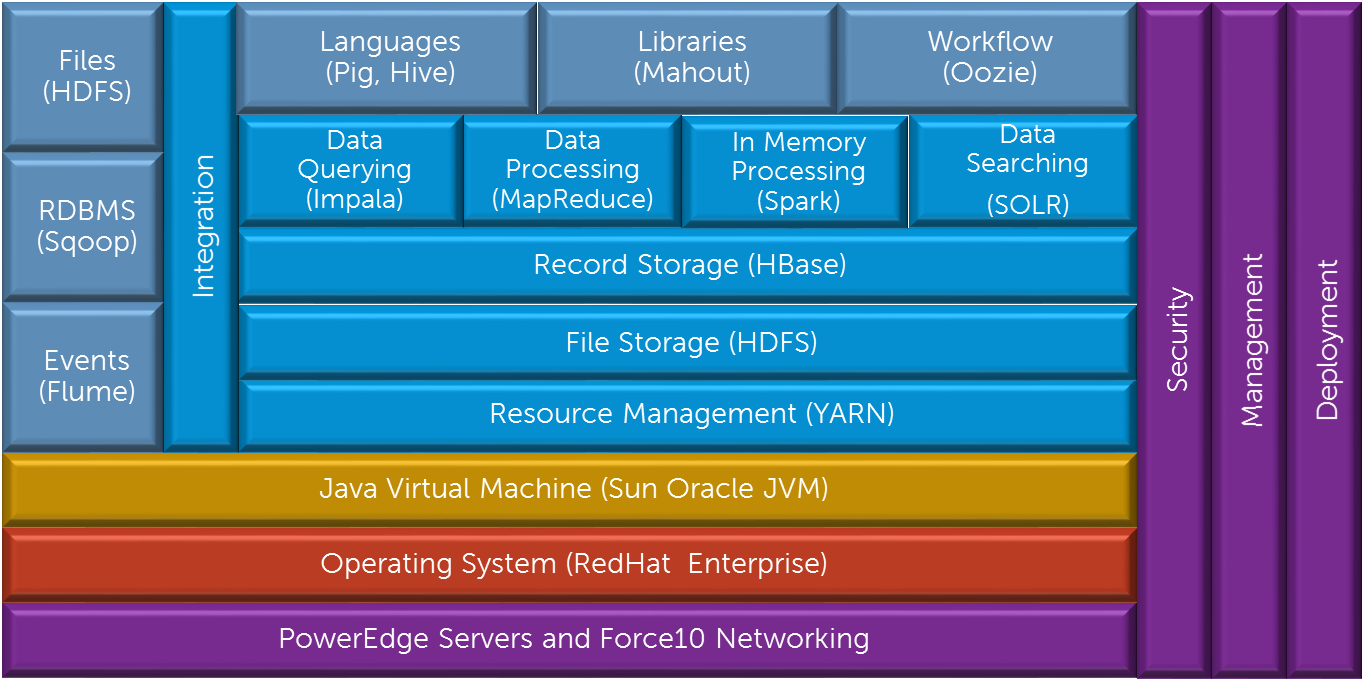 Files
(HDFS)
RDBMS
(Sqoop)
Events
(Flume)
Integration
Languages
(Pig, Hive)
Libraries
(Mahout)
Workflow
(Oozie)
Data
Querying
(Impala)
Data
Processing
(MapReduce)
In Memory
Processing
(Spark)
Data
Searching
(SOLR)
Record Storage (HBase)
File Storage (HDFS)
Resource Management (YARN)
Java Virtual Machine (Sun Oracle JVM)
Operating System (RedHat  Enterprise)
PowerEdge Servers and Force10 Networking
Security
Management
Deployment